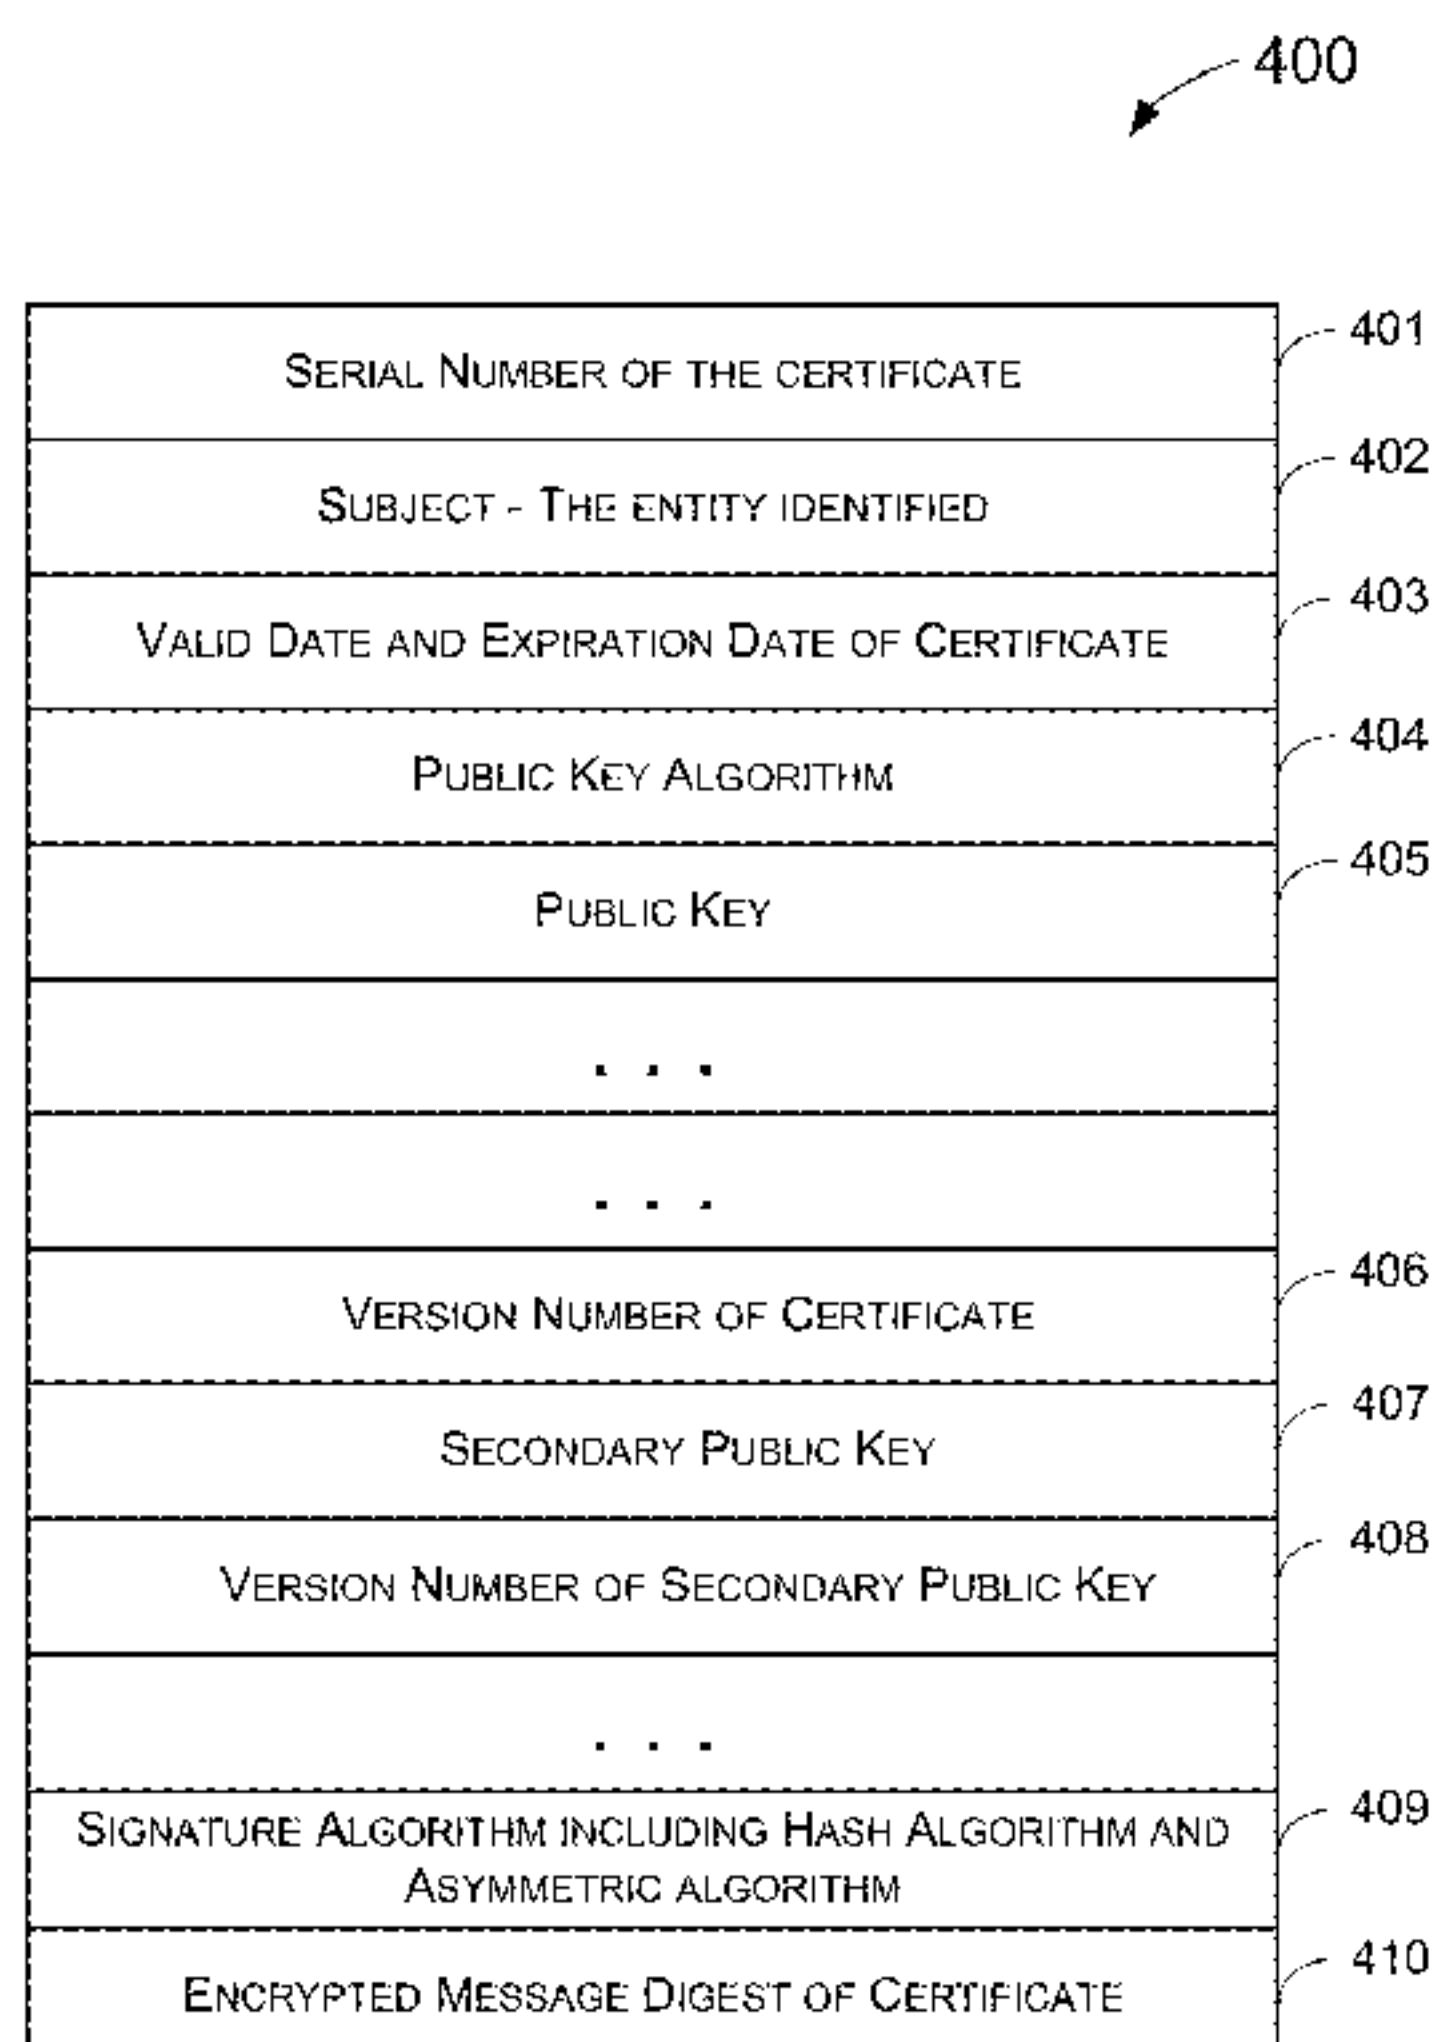 400
SERIAL NUMBER OF THE CERTIFICATE
401
SUBJECT - THE ENTITY IDENTIFIED
402
VALID DATE AND EXPIRATION DATE OF CERTIFICATE
403
PUBLIC KEY ALGORITHM
404
PUBLIC KEY
405
. . .
. . .
VERSION NUMBER OF CERTIFICATE
406
SECONDARY PUBLIC KEY
407
VERSION NUMBER OF SECONDARY PUBLIC KEY
408
. . .
SIGNATURE ALGORITHM INCLUDING HASH ALGORITHM AND
ASYMMETRIC ALGORITHM
409
ENCRYPTED MESSAGE DIGEST OF CERTIFICATE
410